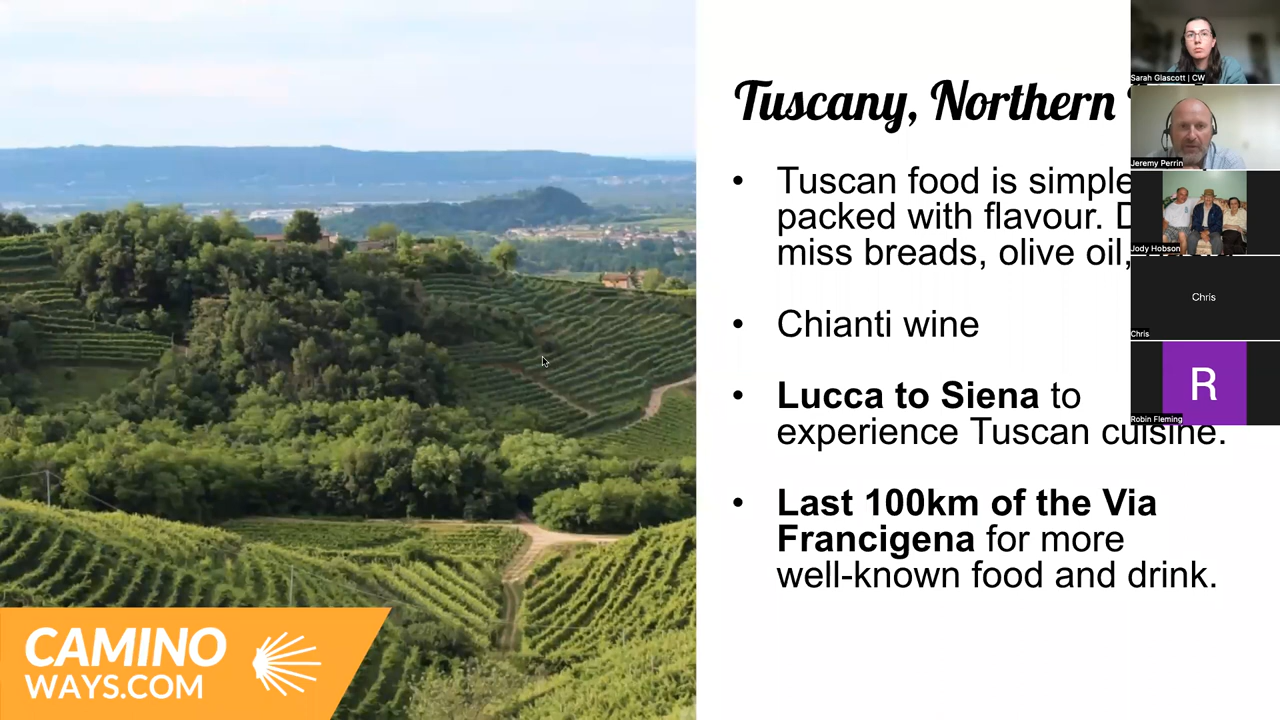 Tuscany, Northern
Tuscan food is simple
packed with flavour.
miss breads, olive oil,
Chianti wine
Lucca to Siena to
experience Tuscan cuisine.
Last 100km of the Via
Francigena for more
well-known food and drink.
CAMINO
WAYS.COM
Sarah Glascott | CW
Jeremy Perrin
Jody Hobson
Chris
Chris
R
Robin Fleming